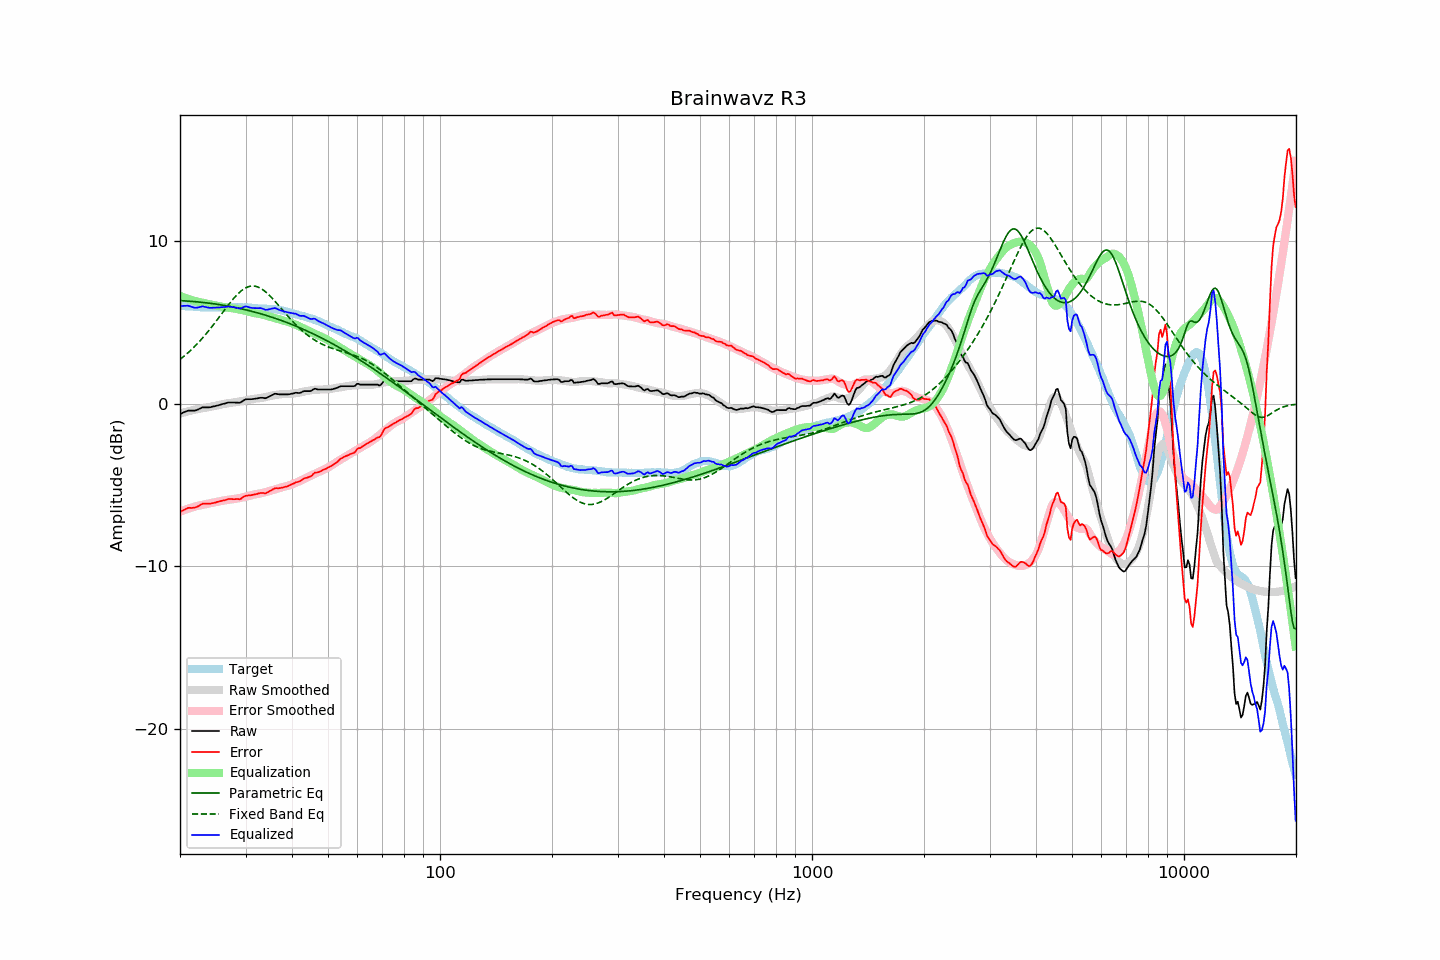 Brainwavz R3
10
0
−10
−20
Amplitude (dBr)
100
1000
10000
Frequency (Hz)
Target
Raw Smoothed
Error Smoothed
Raw
Error
Equalization
Parametric Eq
Fixed Band Eq
Equalized